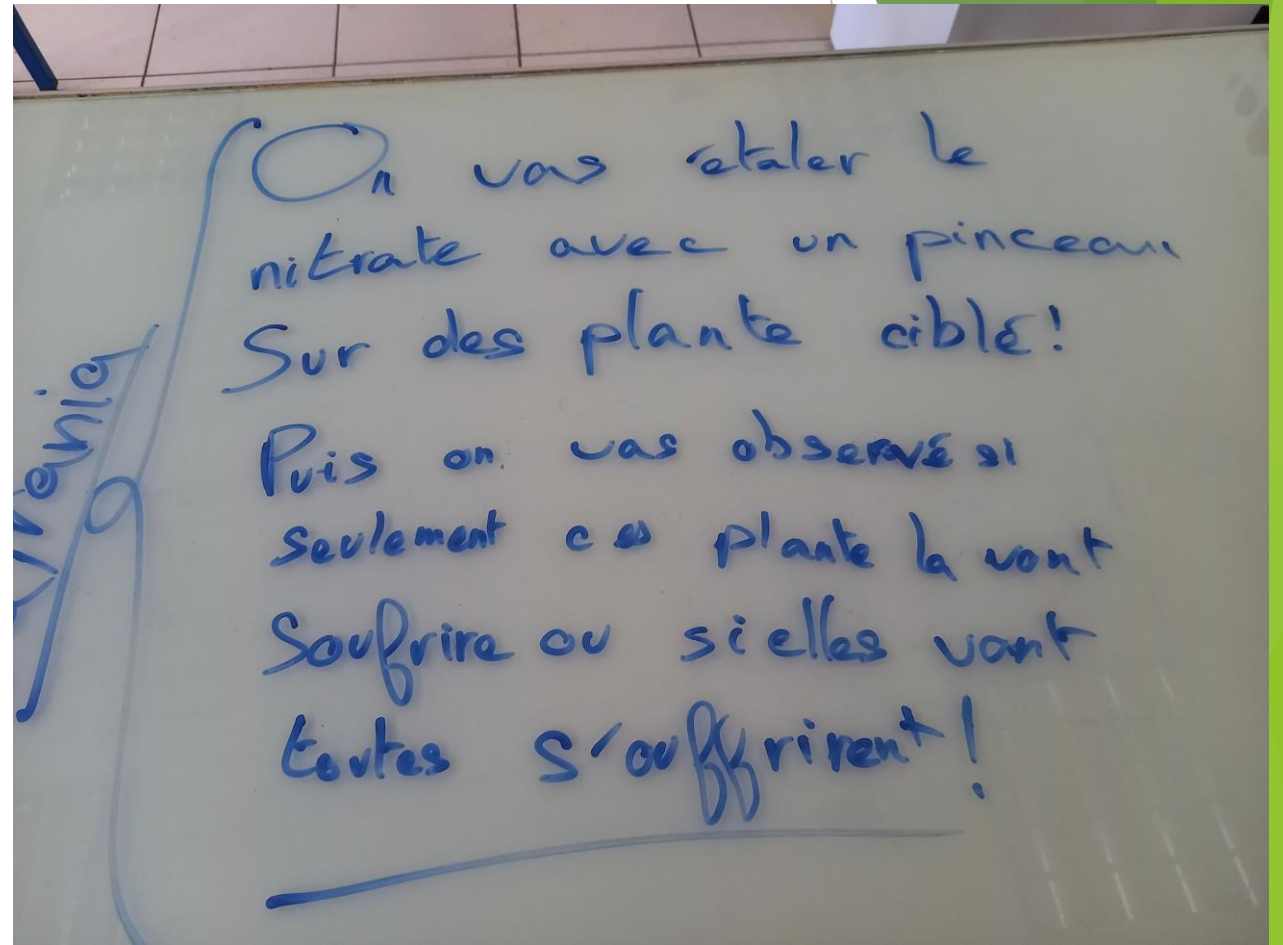 On vas étaler le
nitrate avec un pinceau
Sur des plante ciblé!
Puis on vas observé si
seulement ces plante la vont
Soufrire ou si elles vont
toutes s'ouffrirent!